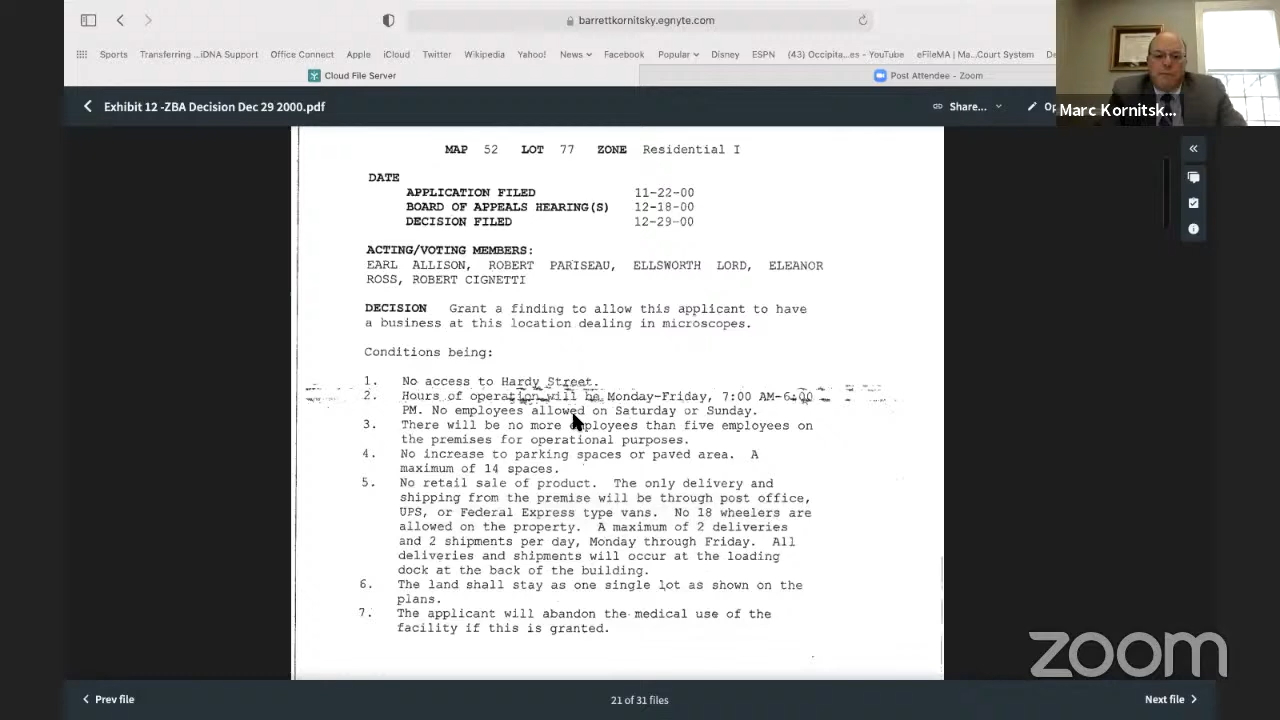 barrettkornitsky.egnyte.com
Sports Transferring ...iDNA Support Office Connect Apple iCloud Twitter Wikipedia Yahoo! News Facebook Popular Disney ESPN (43) Occipita...es - YouTube eFileMA | Ma...Court System
Cloud File Server
Post Attendee - Zoom
Exhibit 12 -ZBA Decision Dec 29 2000.pdf
Share...
Marc Kornitsk...
MAP 52 LOT 77 ZONE Residential I
DATE
APPLICATION FILED 11-22-00
BOARD OF APPEALS HEARING(S) 12-18-00
DECISION FILED 12-29-00
ACTING/VOTING MEMBERS:
EARL ALLISON, ROBERT PARISEAU, ELLSWORTH LORD, ELEANOR
ROSS, ROBERT CIGNETTI
DECISION Grant a finding to allow this applicant to have
a business at this location dealing in microscopes.
Conditions being:
1. No access to Hardy Street.
2. Hours of operation will be Monday-Friday, 7:00 AM-6:00
PM. No employees allowed on Saturday or Sunday.
3. There will be no more employees than five employees on
the premises for operational purposes.
4. No increase to parking spaces or paved area. A
maximum of 14 spaces.
5. No retail sale of product. The only delivery and
shipping from the premise will be through post office,
UPS, or Federal Express type vans. No 18 wheelers are
allowed on the property. A maximum of 2 deliveries
and 2 shipments per day, Monday through Friday. All
deliveries and shipments will occur at the loading
dock at the back of the building.
6. The land shall stay as one single lot as shown on the
plans.
7. The applicant will abandon the medical use of the
facility if this is granted.
zoom
Prev file
21 of 31 files
Next file